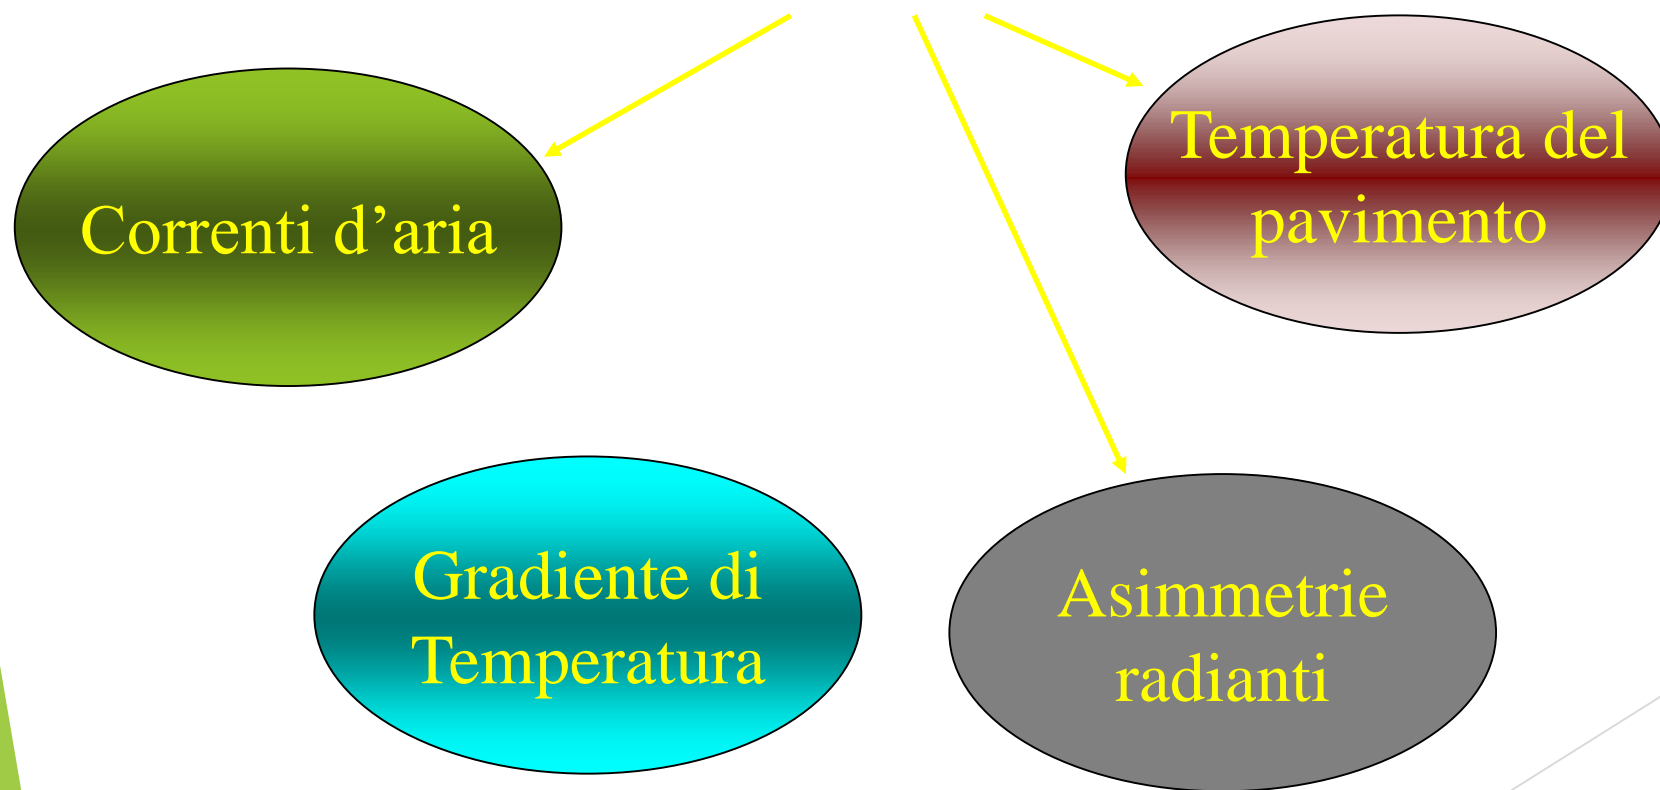 Correnti d’aria
Temperatura del
pavimento
Gradiente di
Temperatura
Asimmetrie
radianti